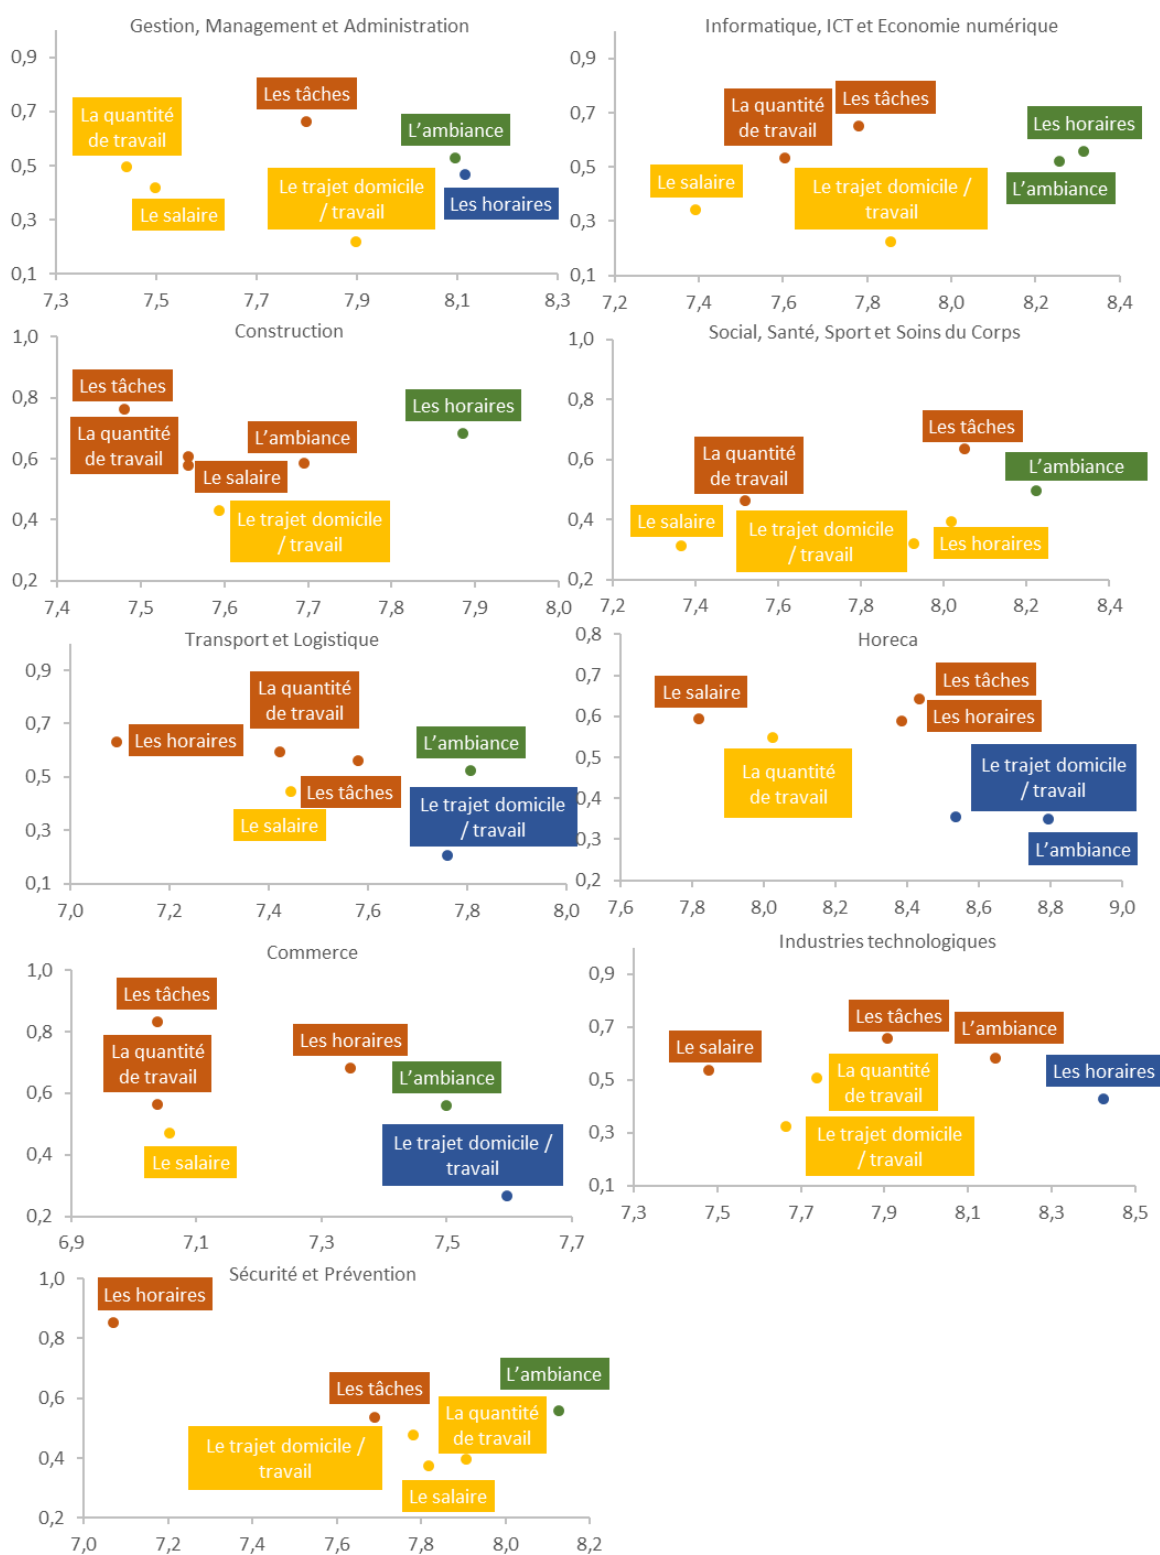 Gestion, Management et Administration
0,9
0,7
0,5
0,3
0,1
7,3
7,5
7,7
7,9
8,1
8,3
Les tâches
La quantité
de travail
L'ambiance
Le trajet domicile
/ travail
Les horaires
Le salaire
Informatique, ICT et Economie numérique
0,9
0,7
0,5
0,3
0,1
7,2
7,4
7,6
7,8
8,0
8,2
8,4
La quantité
de travail
Les tâches
Les horaires
Le salaire
Le trajet domicile /
travail
L'ambiance
Construction
1,0
0,8
0,6
0,4
0,2
7,4
7,5
7,6
7,7
7,8
7,9
8,0
Les tâches
Les horaires
La quantité
de travail
L'ambiance
Le salaire
Le trajet domicile
/ travail
Social, Santé, Sport et Soins du Corps
1,0
0,8
0,6
0,4
0,2
7,2
7,4
7,6
7,8
8,0
8,2
8,4
Les tâches
La quantité
de travail
L'ambiance
Le salaire
Le trajet domicile
/ travail
Les horaires
Transport et Logistique
0,9
0,7
0,5
0,3
0,1
7,0
7,2
7,4
7,6
7,8
8,0
La quantité
de travail
Les horaires
L'ambiance
Les tâches
Le salaire
Le trajet domicile
/ travail
Horeca
0,8
0,7
0,6
0,5
0,4
0,3
0,2
7,6
7,8
8,0
8,2
8,4
8,6
8,8
9,0
Le salaire
Les tâches
Les horaires
La quantité
de travail
Le trajet domicile
/ travail
L'ambiance
Commerce
1,0
0,8
0,6
0,4
0,2
6,9
7,1
7,3
7,5
7,7
Les tâches
La quantité
de travail
Les horaires
L'ambiance
Le salaire
Le trajet domicile /
travail
Industries technologiques
0,9
0,7
0,5
0,3
0,1
7,3
7,5
7,7
7,9
8,1
8,3
8,5
Les tâches
Le salaire
L'ambiance
La quantité
de travail
Les horaires
Le trajet domicile
/ travail
Sécurité et Prévention
1,0
0,8
0,6
0,4
0,2
7,0
7,2
7,4
7,6
7,8
8,0
8,2
Les horaires
L'ambiance
Les tâches
La quantité
de travail
Le trajet domicile /
travail
Le salaire